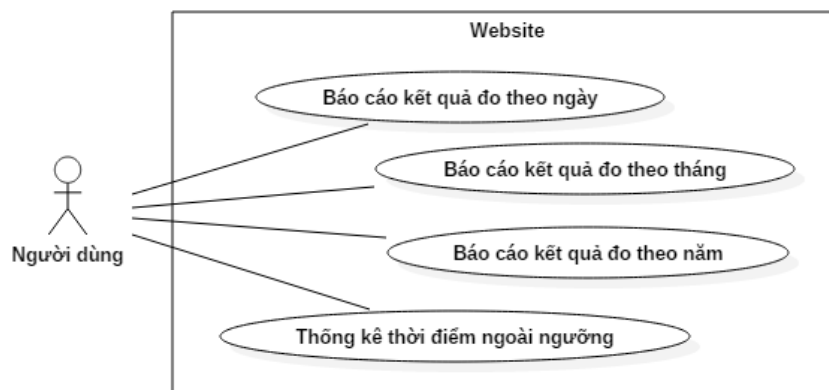 Website
Báo cáo kết quả đo theo ngày
Báo cáo kết quả đo theo tháng
Người dùng
Báo cáo kết quả đo theo năm
Thống kê thời điểm ngoài ngưỡng